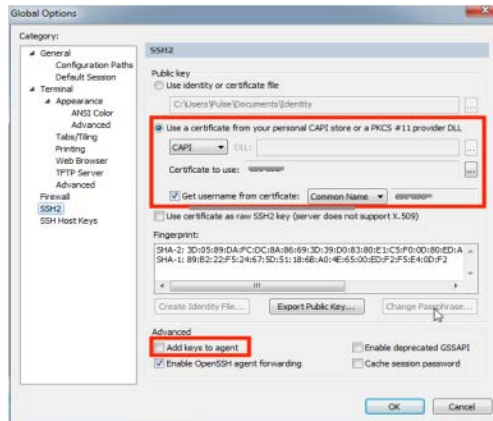 Global Options
Category:
General
Configuration Paths
Default Session
Terminal
Appearance
ANSI Color
Advanced
Tabs/Tiling
Printing
Web Browser
TFTP Server
Advanced
Firewall
SSH2
SSH Host Keys
SSH2
Public key
Use identity or certificate file
C:\Users\Pulse\Documents\Identity
...
Use a certificate from your personal CAPI store or a PKCS #11 provider DLL
CAPI DLL: ...
Certificate to use: ...
Get username from certficate: Common Name
Use certificate as raw SSH2 key (server does not support X.509)
Fingerprint:
SHA-2: 3D:05:89:DA:FC:DC:8A:86:69:3D:39:D0:83:80:E1:C5:F0:0D:80:ED:A
SHA-1: 89:B2:22:F5:24:67:5D:51:18:6B:A0:4E:65:00:ED:F2:F5:E4:0D:F2
Create Identity File... Export Public Key... Change Passphrase...
Advanced
Add keys to agent Enable deprecated GSSAPI
Enable OpenSSH agent forwarding Cache session password
OK Cancel